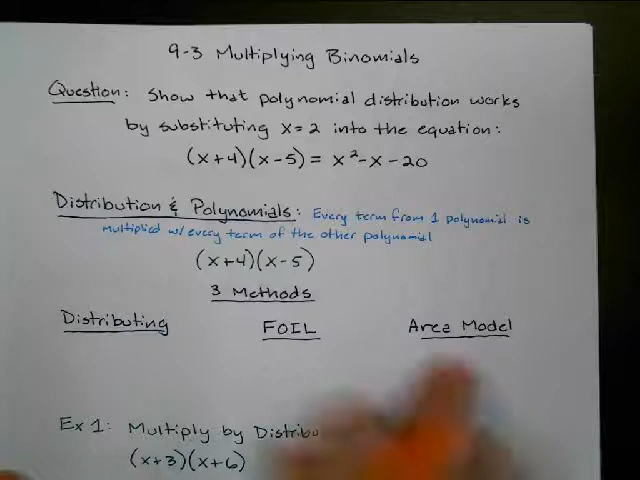 9-3 Multiplying Binomials
Question: Show that polynomial distribution works
by substituting x=2 into the equation:
(x+4)(x-5) = x²-x-20
Distribution & Polynomials: Every term from 1 polynomial is
multiplied w/ every term of the other polynomial
(x+4)(x-5)
3 Methods
Distributing FOIL Area Model
Ex 1: Multiply by Distribu
(x+3)(x+6)